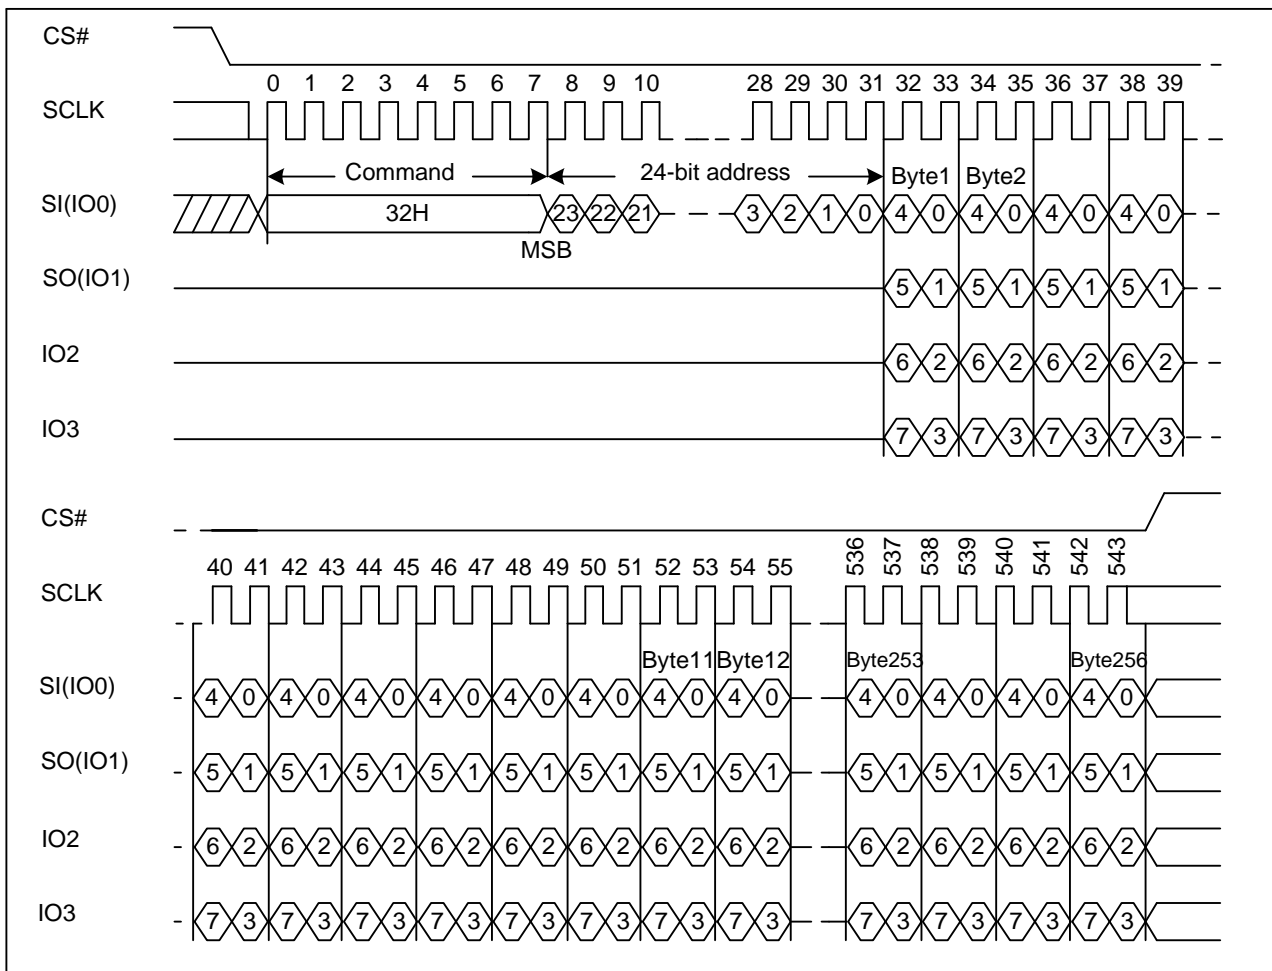 CS#
0 1 2 3 4 5 6 7 8 9 10 28 29 30 31 32 33 34 35 36 37 38 39
SCLK
Command 24-bit address Byte1 Byte2
SI(IO0) 32H 23 22 21 3 2 1 0 4 0 4 0 4 0 4 0
MSB
SO(IO1) 5 1 5 1 5 1 5 1
IO2 6 2 6 2 6 2 6 2
IO3 7 3 7 3 7 3 7 3
CS#
40 41 42 43 44 45 46 47 48 49 50 51 52 53 54 55 536 537 538 539 540 541 542 543
SCLK
Byte11 Byte12 Byte253 Byte256
SI(IO0) 4 0 4 0 4 0 4 0 4 0 4 0 4 0 4 0 4 0 4 0 4 0 4 0
SO(IO1) 5 1 5 1 5 1 5 1 5 1 5 1 5 1 5 1 5 1 5 1 5 1 5 1
IO2 6 2 6 2 6 2 6 2 6 2 6 2 6 2 6 2 6 2 6 2 6 2 6 2
IO3 7 3 7 3 7 3 7 3 7 3 7 3 7 3 7 3 7 3 7 3 7 3 7 3